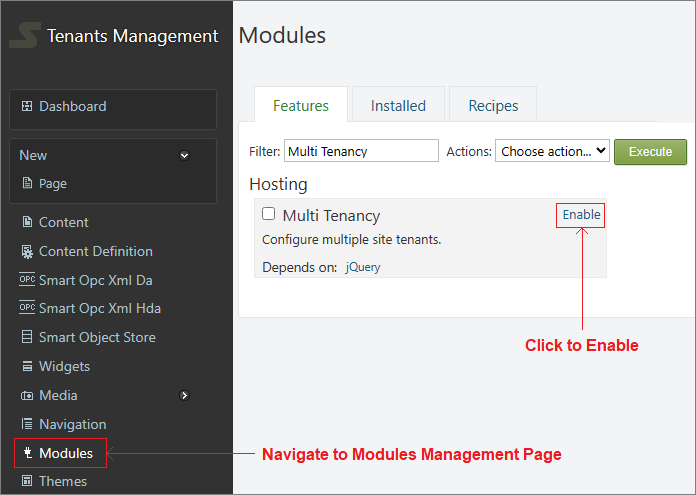 Tenants Management
Dashboard
New
Page
Content
Content Definition
OPC Smart Opc Xml Da
OPC Smart Opc Xml Hda
Smart Object Store
Widgets
Media
Navigation
Modules
Themes
Modules
Features Installed Recipes
Filter: Multi Tenancy Actions: Choose action... Execute
Hosting
Multi Tenancy Enable
Configure multiple site tenants.
Depends on: jQuery
Click to Enable
Navigate to Modules Management Page